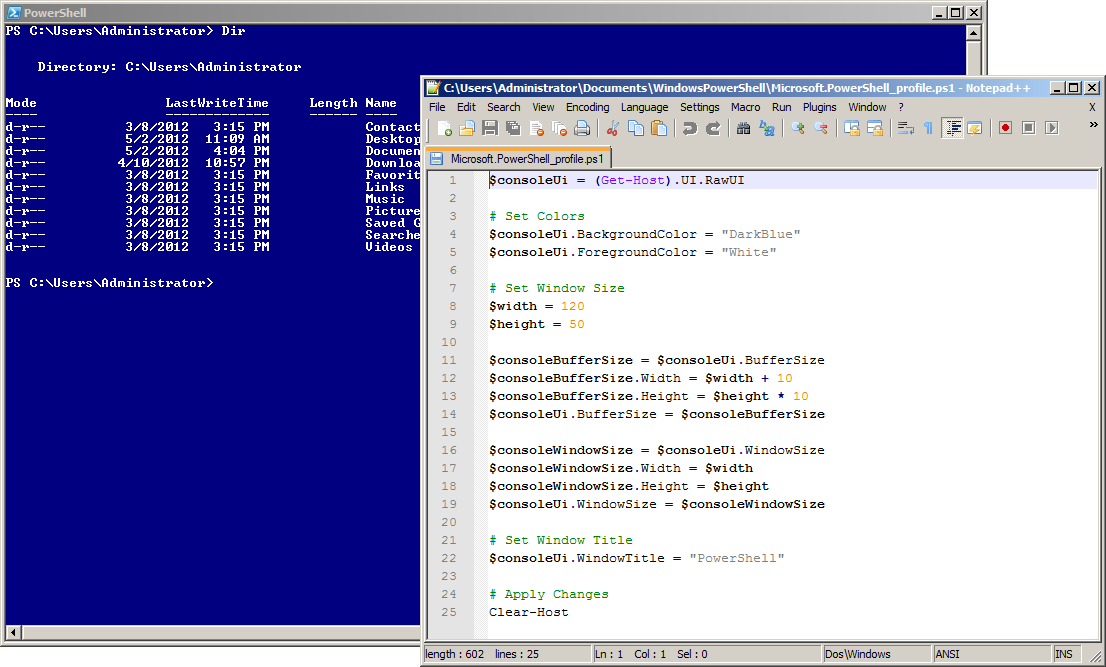 PowerShell
PS C:\Users\Administrator> Dir
Directory: C:\Users\Administrator
Mode LastWriteTime Length Name
---- ------------- ------ ----
d-r-- 3/8/2012 3:15 PM Contact
d-r-- 5/2/2012 11:09 AM Desktop
d-r-- 5/2/2012 4:04 PM Documen
d-r-- 4/10/2012 10:57 PM Downloa
d-r-- 3/8/2012 3:15 PM Favorit
d-r-- 3/8/2012 3:15 PM Links
d-r-- 3/8/2012 3:15 PM Music
d-r-- 3/8/2012 3:15 PM Picture
d-r-- 3/8/2012 3:15 PM Saved G
d-r-- 3/8/2012 3:15 PM Searche
d-r-- 3/8/2012 3:15 PM Videos
PS C:\Users\Administrator>
C:\Users\Administrator\Documents\WindowsPowerShell\Microsoft.PowerShell_profile.ps1 - Notepad++
File Edit Search View Encoding Language Settings Macro Run Plugins Window ? X
Microsoft.PowerShell_profile.ps1
1 $consoleUi = (Get-Host).UI.RawUI
2
3 # Set Colors
4 $consoleUi.BackgroundColor = "DarkBlue"
5 $consoleUi.ForegroundColor = "White"
6
7 # Set Window Size
8 $width = 120
9 $height = 50
10
11 $consoleBufferSize = $consoleUi.BufferSize
12 $consoleBufferSize.Width = $width + 10
13 $consoleBufferSize.Height = $height * 10
14 $consoleUi.BufferSize = $consoleBufferSize
15
16 $consoleWindowSize = $consoleUi.WindowSize
17 $consoleWindowSize.Width = $width
18 $consoleWindowSize.Height = $height
19 $consoleUi.WindowSize = $consoleWindowSize
20
21 # Set Window Title
22 $consoleUi.WindowTitle = "PowerShell"
23
24 # Apply Changes
25 Clear-Host
length : 602 lines : 25 Ln : 1 Col : 1 Sel : 0 Dos\Windows ANSI INS